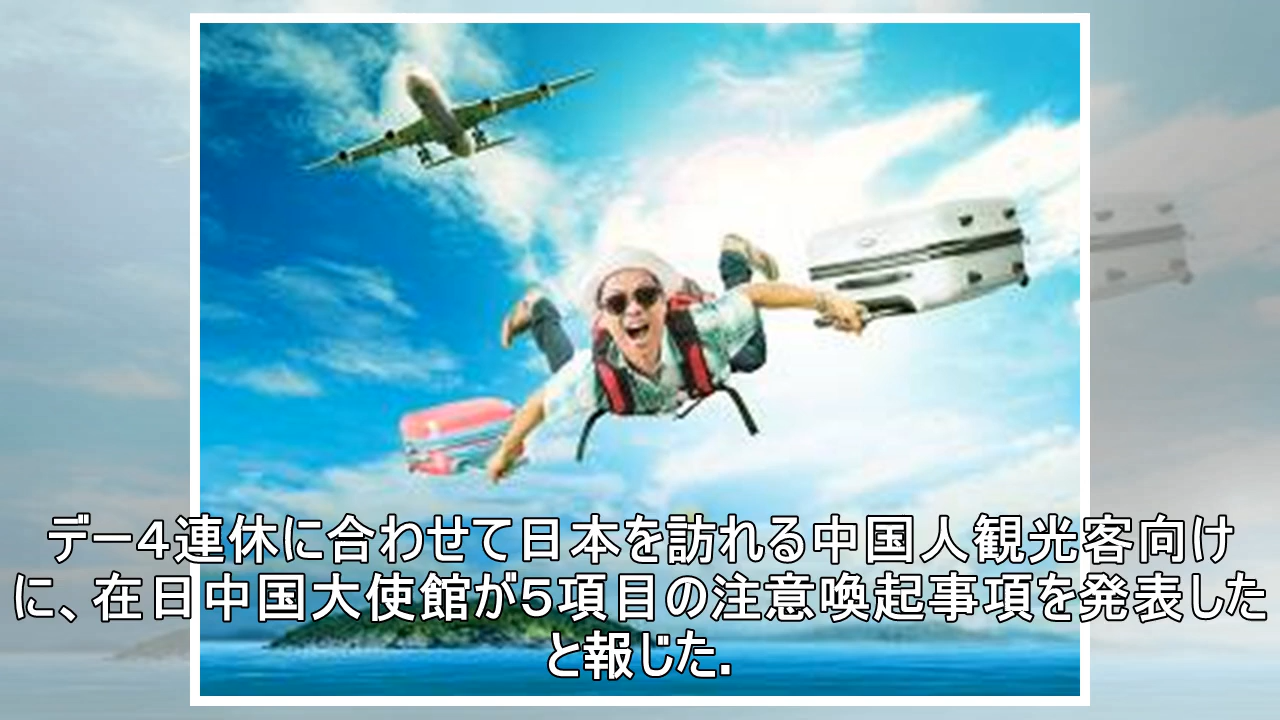 デー4連休に合わせて日本を訪れる中国人観光客向け
に、在日中国大使館が5項目の注意喚起事項を発表した
と報じた.